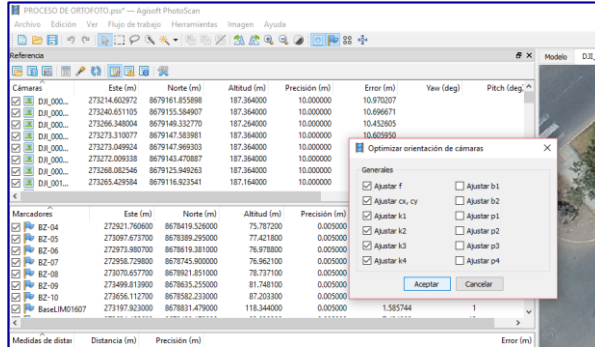 PROCESO DE ORTOFOTO.psz* — Agisoft PhotoScan
Archivo Edición Ver Flujo de trabajo Herramientas Imagen Ayuda
Referencia
Modelo DJI_
Cámaras Este (m) Norte (m) Altitud (m) Precisión (m) Error (m) Yaw (deg) Pitch (deg)
DJI_000... 273214.602972 8679161.855898 187.364000 10.000000 10.970207
DJI_000... 273240.651105 8679155.584907 187.364000 10.000000 10.696671
DJI_000... 273266.348004 8679149.332770 187.264000 10.000000 10.452605
DJI_000... 273273.310077 8679147.583981 187.364000 10.000000 10.605950
DJI_000... 273273.049924 8679147.969303 187.364000 10.000000
DJI_000... 273272.009338 8679143.470887 187.364000 10.000000
DJI_000... 273268.082546 8679125.949263 187.364000 10.000000
DJI_001... 273265.429584 8679116.923541 187.164000 10.000000
Marcadores Este (m) Norte (m) Altitud (m) Precisión (m)
BZ-04 272921.760600 8678419.526000 75.787200 0.005000
BZ-05 273097.673700 8678389.295000 77.421800 0.005000
BZ-06 272973.980700 8678619.381000 76.978800 0.005000
BZ-07 272958.729800 8678745.900000 76.962100 0.005000
BZ-08 273070.657700 8678921.851000 78.737100 0.005000
BZ-09 273499.813900 8678635.255000 81.748100 0.005000
BZ-10 273656.112700 8678582.233000 87.203300 0.005000
BaseLIM01607 273197.923000 8678831.479000 118.344000 0.005000 1.585744 1
Medidas de distar Distancia (m) Precisión (m) Error (m)
Optimizar orientación de cámaras
Generales
Ajustar f Ajustar b1
Ajustar cx, cy Ajustar b2
Ajustar k1 Ajustar p1
Ajustar k2 Ajustar p2
Ajustar k3 Ajustar p3
Ajustar k4 Ajustar p4
Aceptar Cancelar